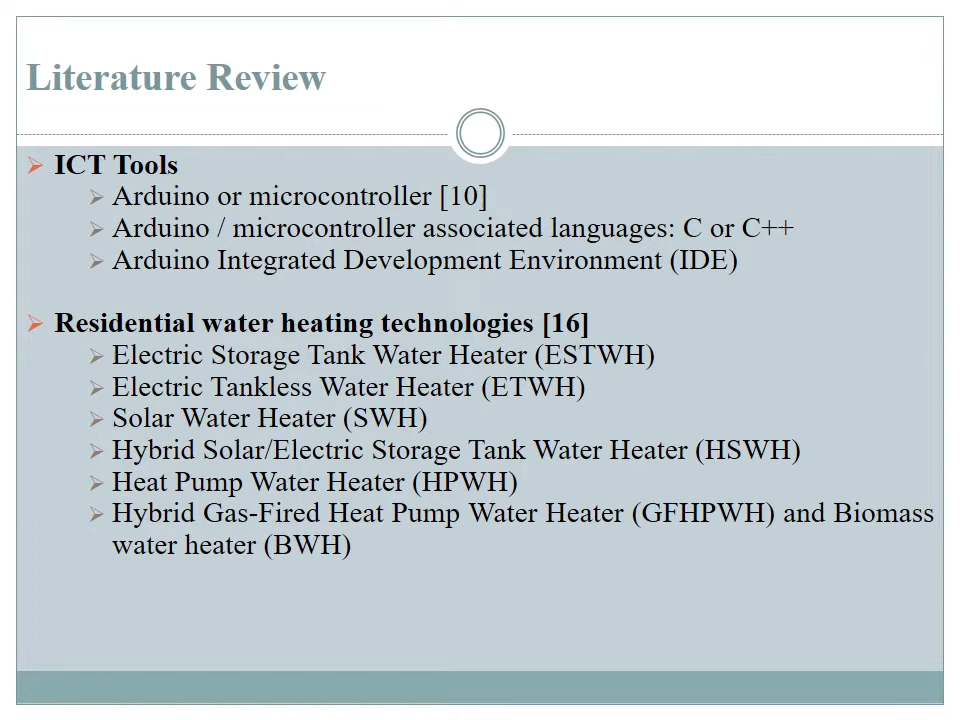 Literature Review
ICT Tools
Arduino or microcontroller [10]
Arduino / microcontroller associated languages: C or C++
Arduino Integrated Development Environment (IDE)
Residential water heating technologies [16]
Electric Storage Tank Water Heater (ESTWH)
Electric Tankless Water Heater (ETWH)
Solar Water Heater (SWH)
Hybrid Solar/Electric Storage Tank Water Heater (HSWH)
Heat Pump Water Heater (HPWH)
Hybrid Gas-Fired Heat Pump Water Heater (GFHPWH) and Biomass
water heater (BWH)